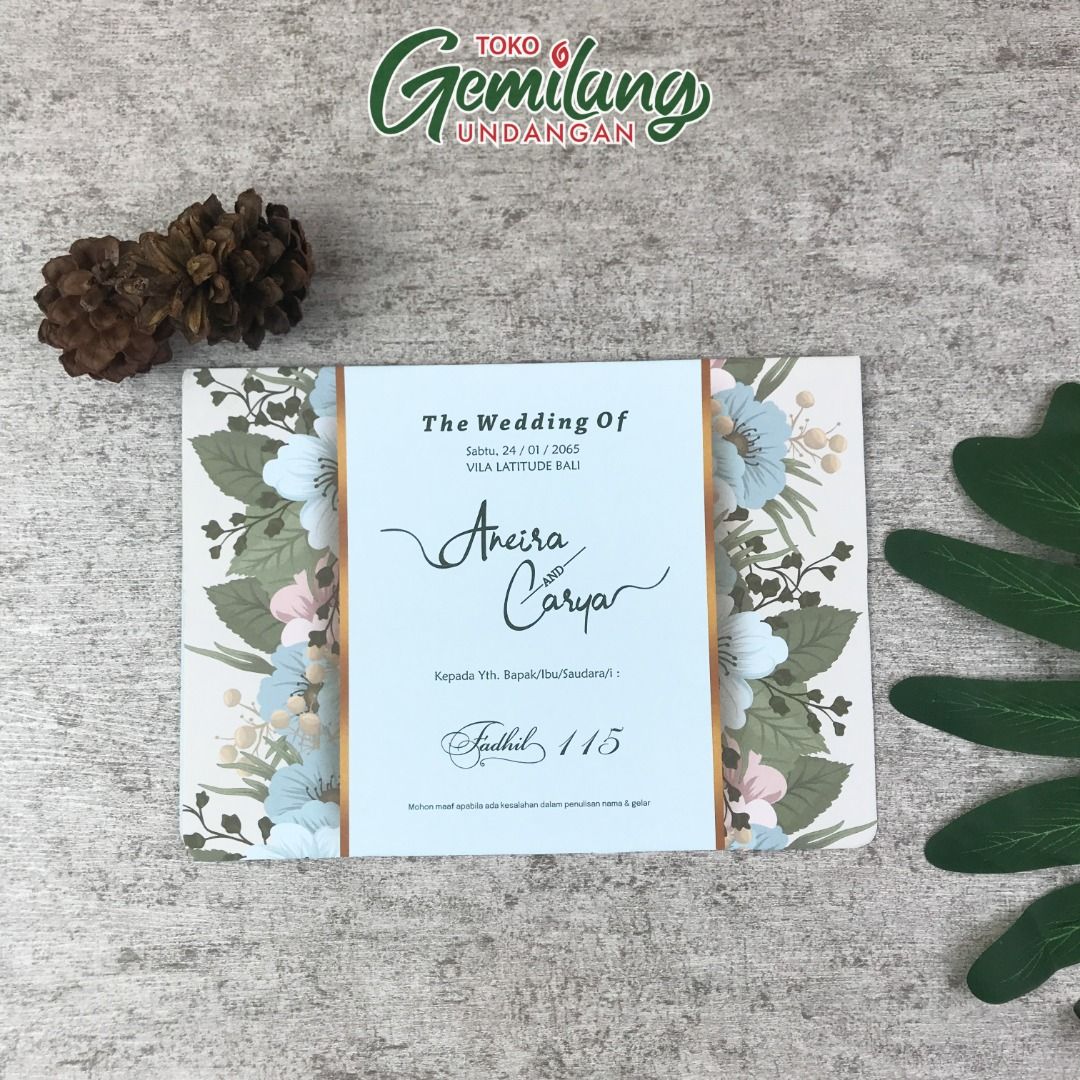 TOKO
Gemilang
UNDANGAN
The Wedding Of
Sabtu, 24 / 01 / 2065
VILA LATITUDE BALI
Aneira
AND
Carya
Kepada Yth. Bapak/Ibu/Saudara/i :
Fadhil 115
Mohon maaf apabila ada kesalahan dalam penulisan nama & gelar